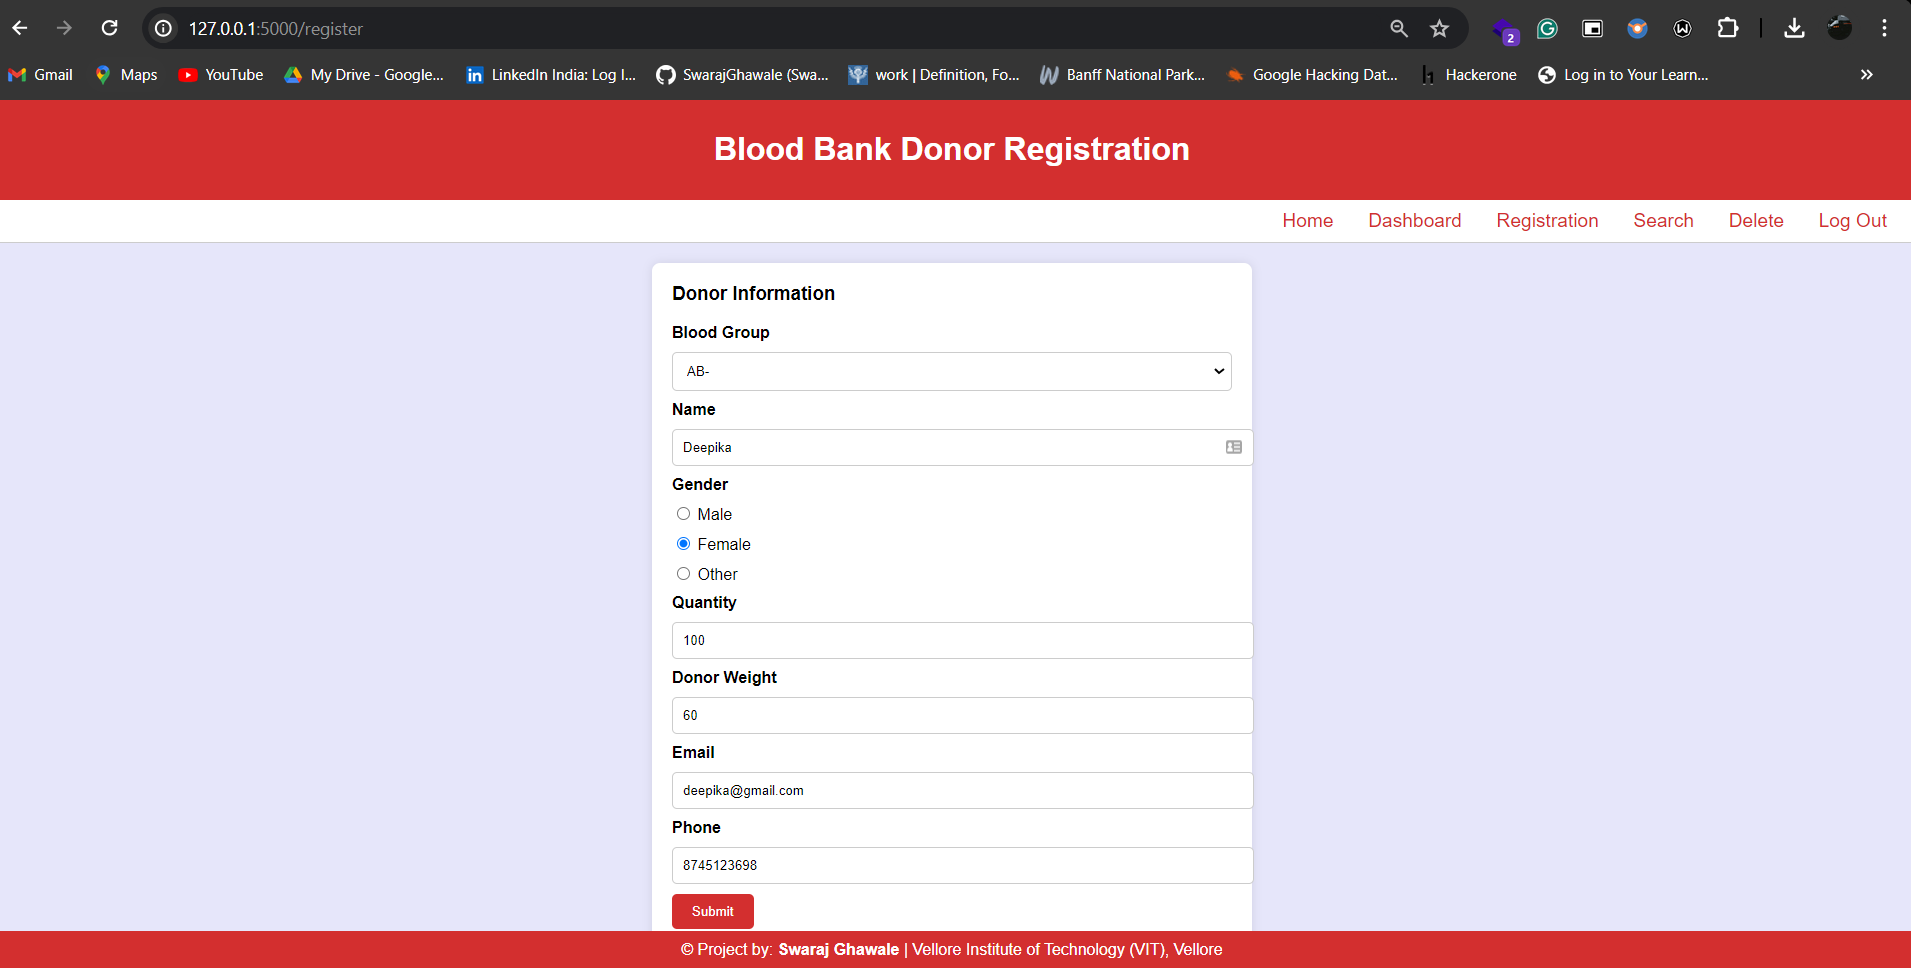 127.0.0.1:5000/register
2
Gmail Maps YouTube My Drive - Google... LinkedIn India: Log I... SwarajGhawale (Swa... work | Definition, Fo... Banff National Park... Google Hacking Dat... Hackerone Log in to Your Learn...
Blood Bank Donor Registration
Home Dashboard Registration Search Delete Log Out
Donor Information
Blood Group
AB-
Name
Deepika
Gender
Male
Female
Other
Quantity
100
Donor Weight
60
Email
deepika@gmail.com
Phone
8745123698
Submit
© Project by: Swaraj Ghawale | Vellore Institute of Technology (VIT), Vellore